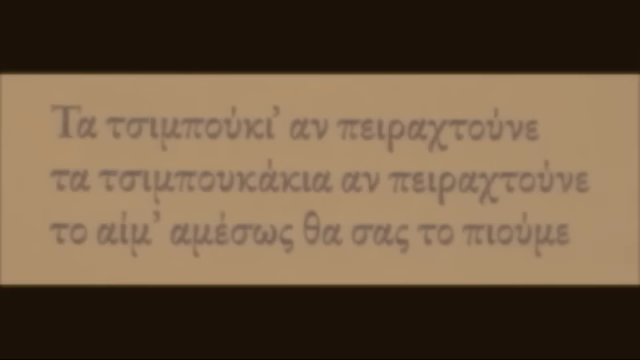 Τα τσιμπούκι' αν πειραχτούνε
τα τσιμπουκάκια αν πειραχτούνε
το αίμ' αμέσως θα σας το πιούμε